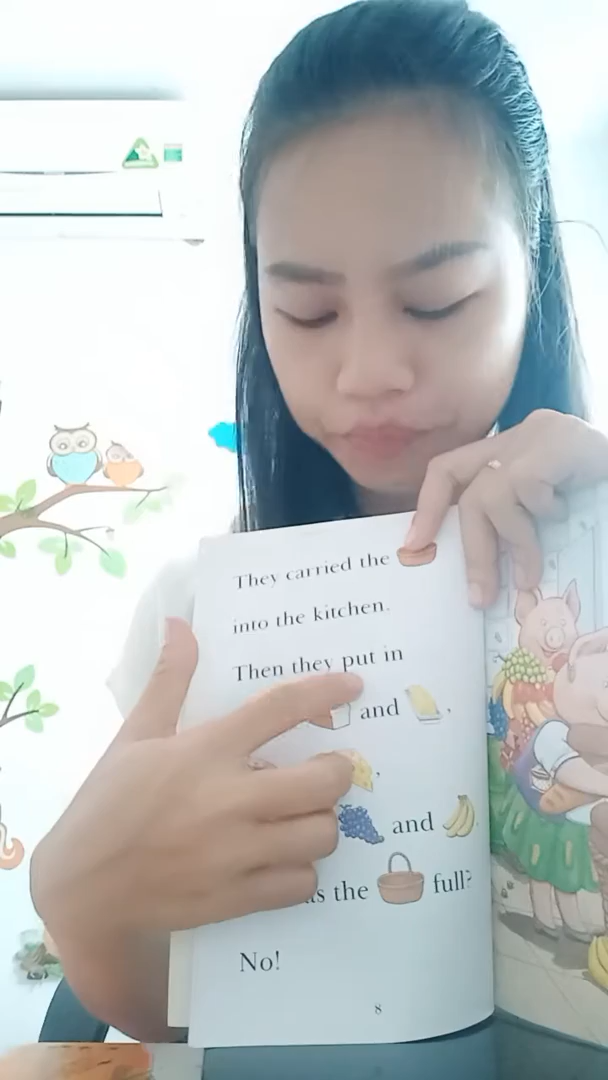 They carried the
into the kitchen.
Then they put in
and ,
,
and .
the full?
No!
8